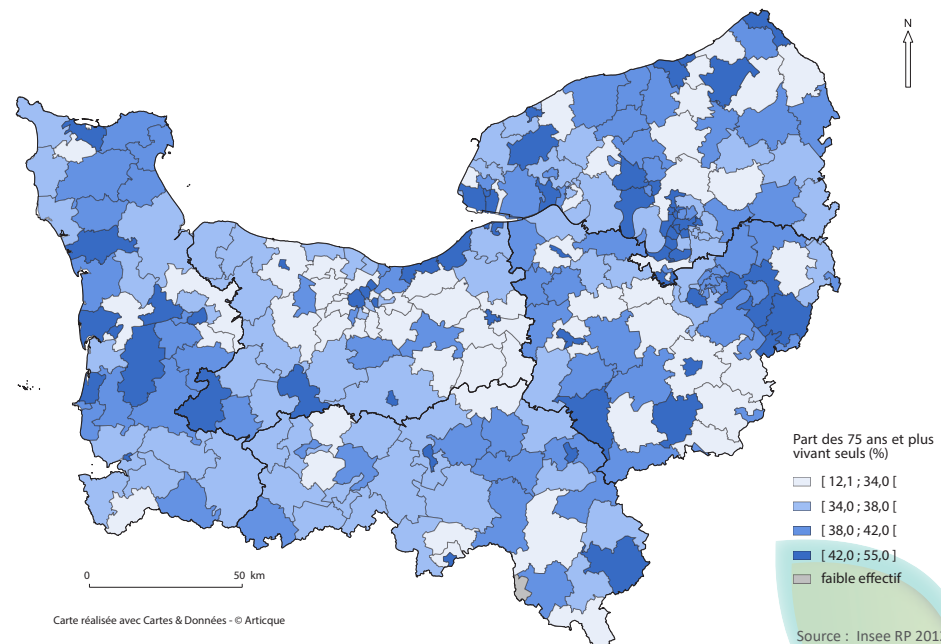 N
Part des 75 ans et plus
vivant seuls (%)
[ 12,1 ; 34,0 [
[ 34,0 ; 38,0 [
[ 38,0 ; 42,0 [
[ 42,0 ; 55,0 ]
faible effectif
0 50 km
Carte réalisée avec Cartes & Données - © Articque
Source : Insee RP